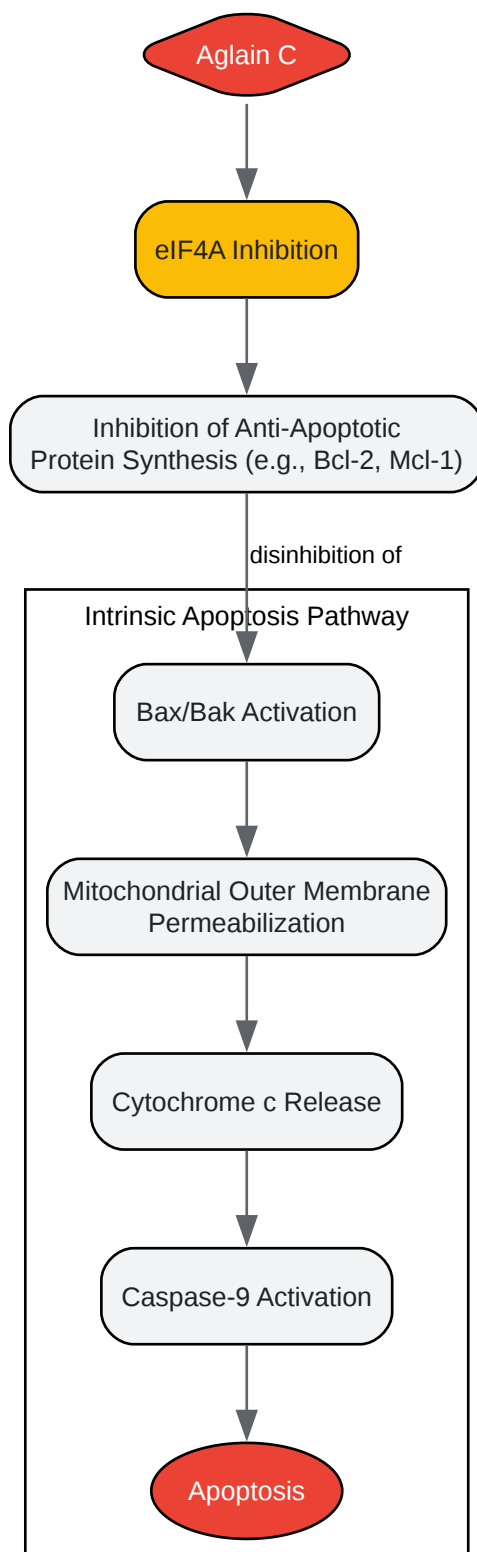 Aglain C
eIF4A Inhibition
Inhibition of Anti-Apoptotic
Protein Synthesis (e.g., Bcl-2, Mcl-1)
disinhibition of
Intrinsic Apoptosis Pathway
Bax/Bak Activation
Mitochondrial Outer Membrane
Permeabilization
Cytochrome c Release
Caspase-9 Activation
Apoptosis